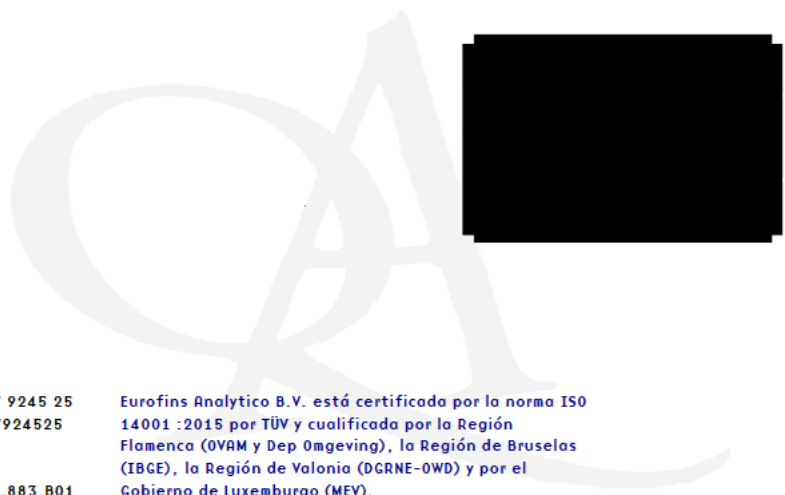 9245 25
Eurofins Analytico B.V. está certificada por la norma ISO
924525
14001 :2015 por TÜV y cualificada por la Región
Flamenca (OVAM y Dep Omgeving), la Región de Bruselas
(IBGE), la Región de Valonia (DGRNE-OWD) y por el
.883.B01
Gobierno de Luxemburgo (MEV).